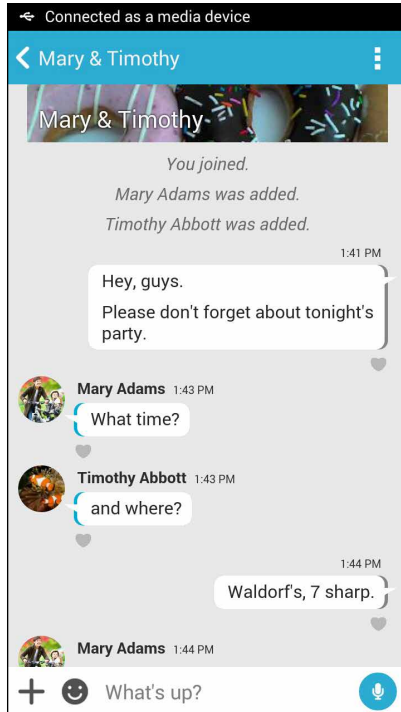 Connected as a media device
Mary & Timothy
Mary & Timothy
You joined.
Mary Adams was added.
Timothy Abbott was added.
1:41 PM
Hey, guys.
Please don't forget about tonight's
party.
Mary Adams 1:43 PM
What time?
Timothy Abbott 1:43 PM
and where?
1:44 PM
Waldorf's, 7 sharp.
Mary Adams 1:44 PM
What's up?